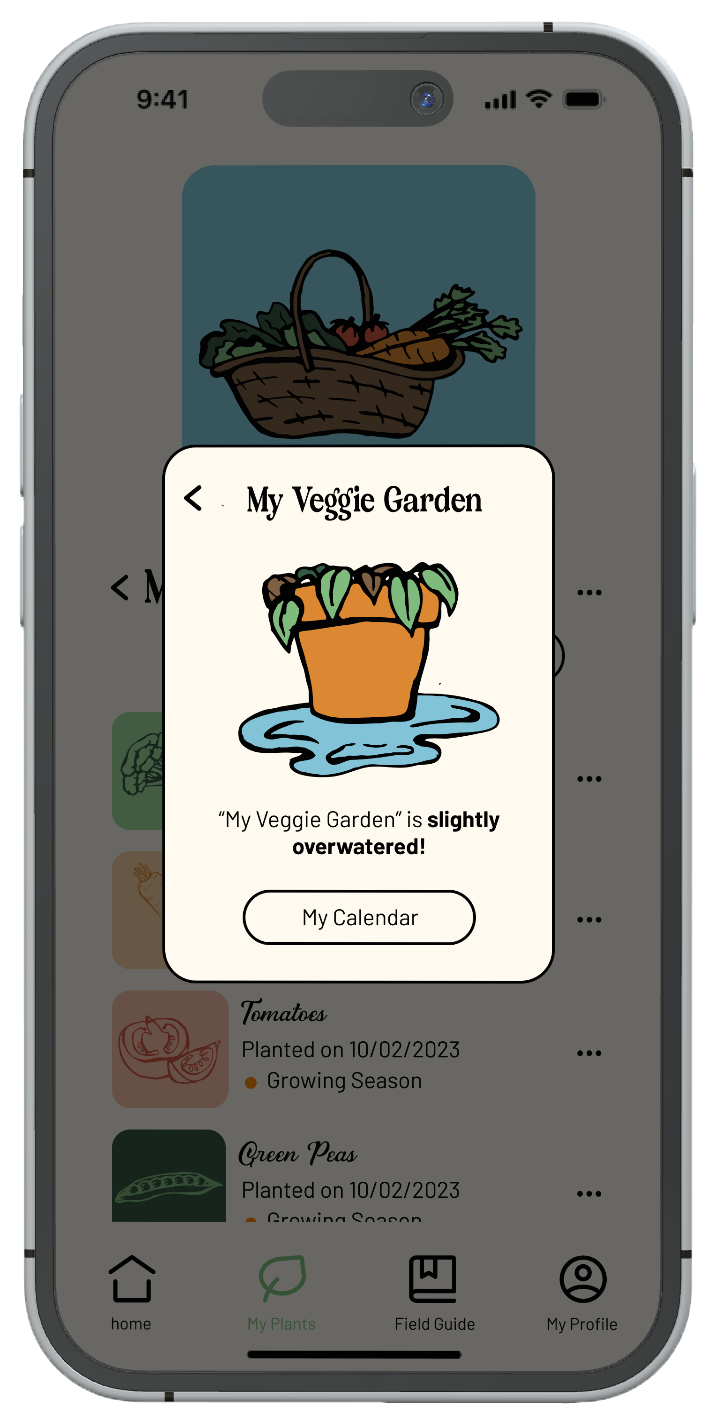 9:41
My Veggie Garden
M
“My Veggie Garden” is slightly
overwatered!
My Calendar
Tomatoes
Planted on 10/02/2023
Growing Season
Green Peas
Planted on 10/02/2023
Growing Season
home
My Plants
Field Guide
My Profile